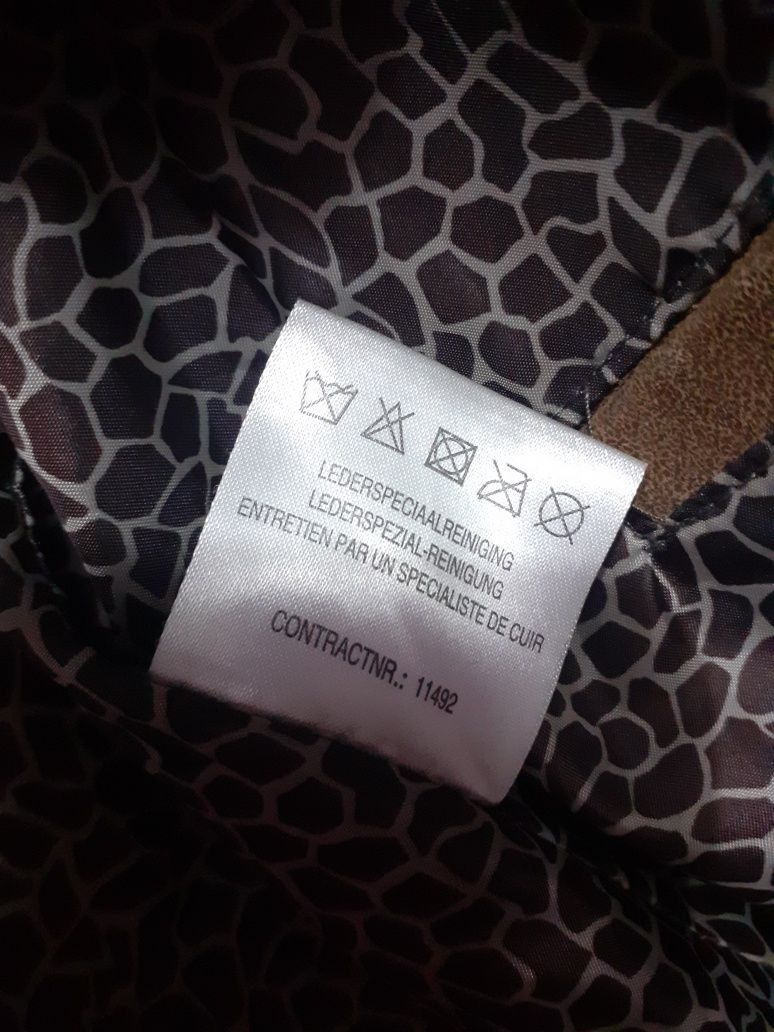 LEDERSPECIAALREINIGING
LEDERSPEZIAL-REINIGUNG
ENTRETIEN PAR UN SPECIALISTE DE CUIR
CONTRACTNR.: 11492